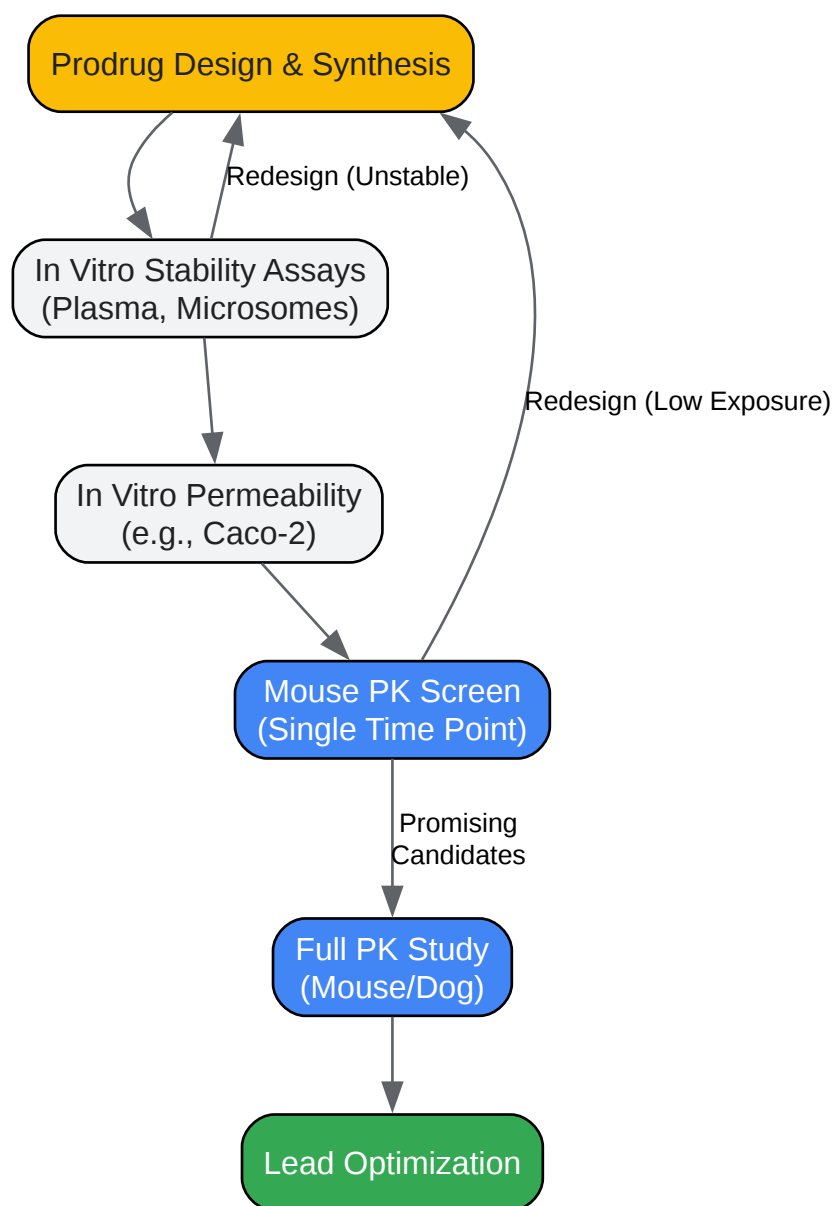 Prodrug Design & Synthesis
Redesign (Unstable)
In Vitro Stability Assays
(Plasma, Microsomes)
Redesign (Low Exposure)
In Vitro Permeability
(e.g., Caco-2)
Mouse PK Screen
(Single Time Point)
Promising
Candidates
Full PK Study
(Mouse/Dog)
Lead Optimization